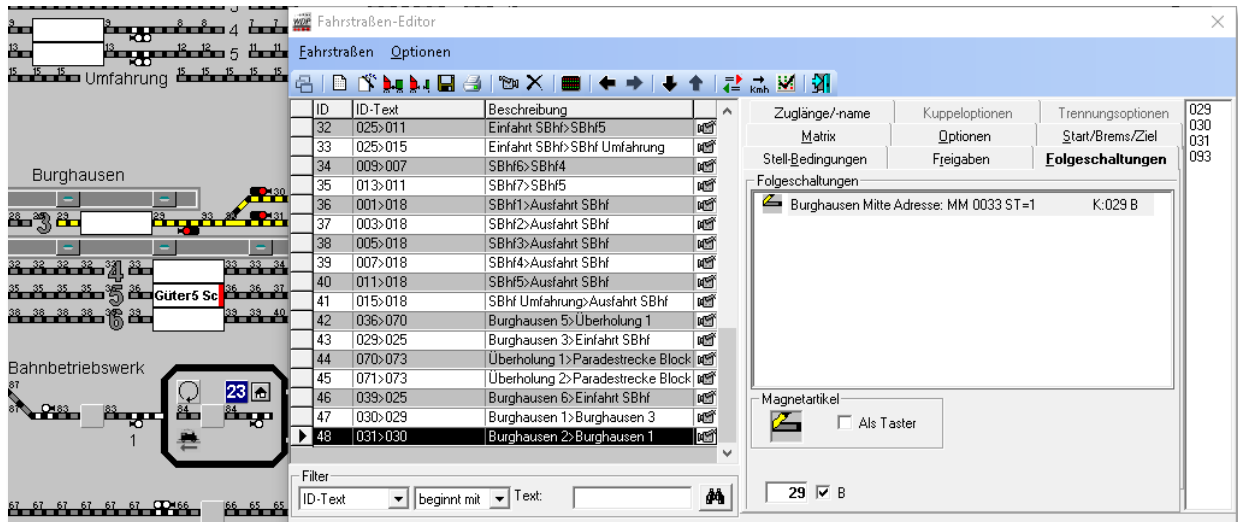 Fahrstraßen-Editor
Fahrstraßen Optionen
4
5
Umfahrung
Burghausen
3
4
5
6
Güter5 Sc
Bahnbetriebswerk
23
1
ID ID-Text Beschreibung
32 025>011 Einfahrt SBhf>SBhf5
33 025>015 Einfahrt SBhf>SBhf Umfahrung
34 009>007 SBhf6>SBhf4
35 013>011 SBhf7>SBhf5
36 001>018 SBhf1>Ausfahrt SBhf
37 003>018 SBhf2>Ausfahrt SBhf
38 005>018 SBhf3>Ausfahrt SBhf
39 007>018 SBhf4>Ausfahrt SBhf
40 011>018 SBhf5>Ausfahrt SBhf
41 015>018 SBhf Umfahrung>Ausfahrt SBhf
42 036>070 Burghausen 5>Überholung 1
43 029>025 Burghausen 3>Einfahrt SBhf
44 070>073 Überholung 1>Paradestrecke Block
45 071>073 Überholung 2>Paradestrecke Block
46 039>025 Burghausen 6>Einfahrt SBhf
47 030>029 Burghausen 1>Burghausen 3
48 031>030 Burghausen 2>Burghausen 1
Filter
ID-Text beginnt mit Text:
Zuglänge/-name Kuppeloptionen Trennungsoptionen
Matrix Optionen Start/Brems/Ziel
Stell-Bedingungen Freigaben Folgeschaltungen
Folgeschaltungen
Burghausen Mitte Adresse: MM 0033 ST=1 K:029 B
Magnetartikel
Als Taster
29 B
029
030
031
093